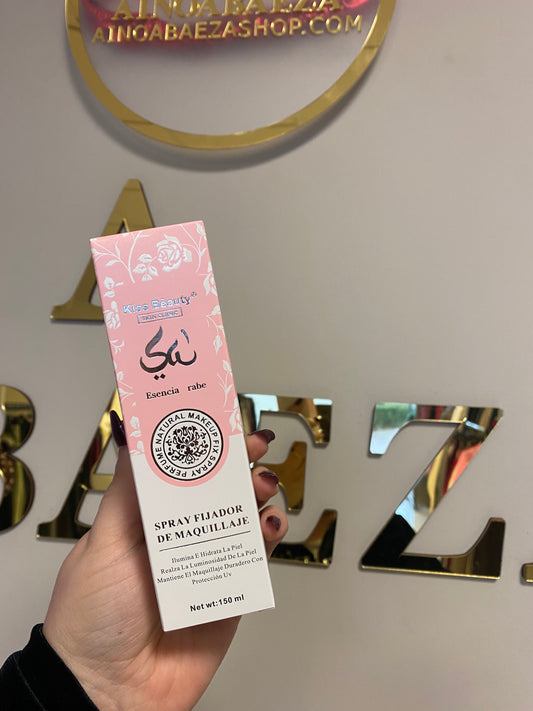 AINOABAEZA
AINOABAEZASHOP.COM
A
BAEZ
Kiss Beauty
SKIN CLINIC
Esencia rabe
PERFUME NATURAL MAKEUP FIX SPRAY
SPRAY FIJADOR
DE MAQUILLAJE
Ilumina E Hidrata La Piel
Realza La Luminosidad De La Piel
Mantiene El Maquillaje Duradero Con
Protección Uv
Net wt: 150 ml